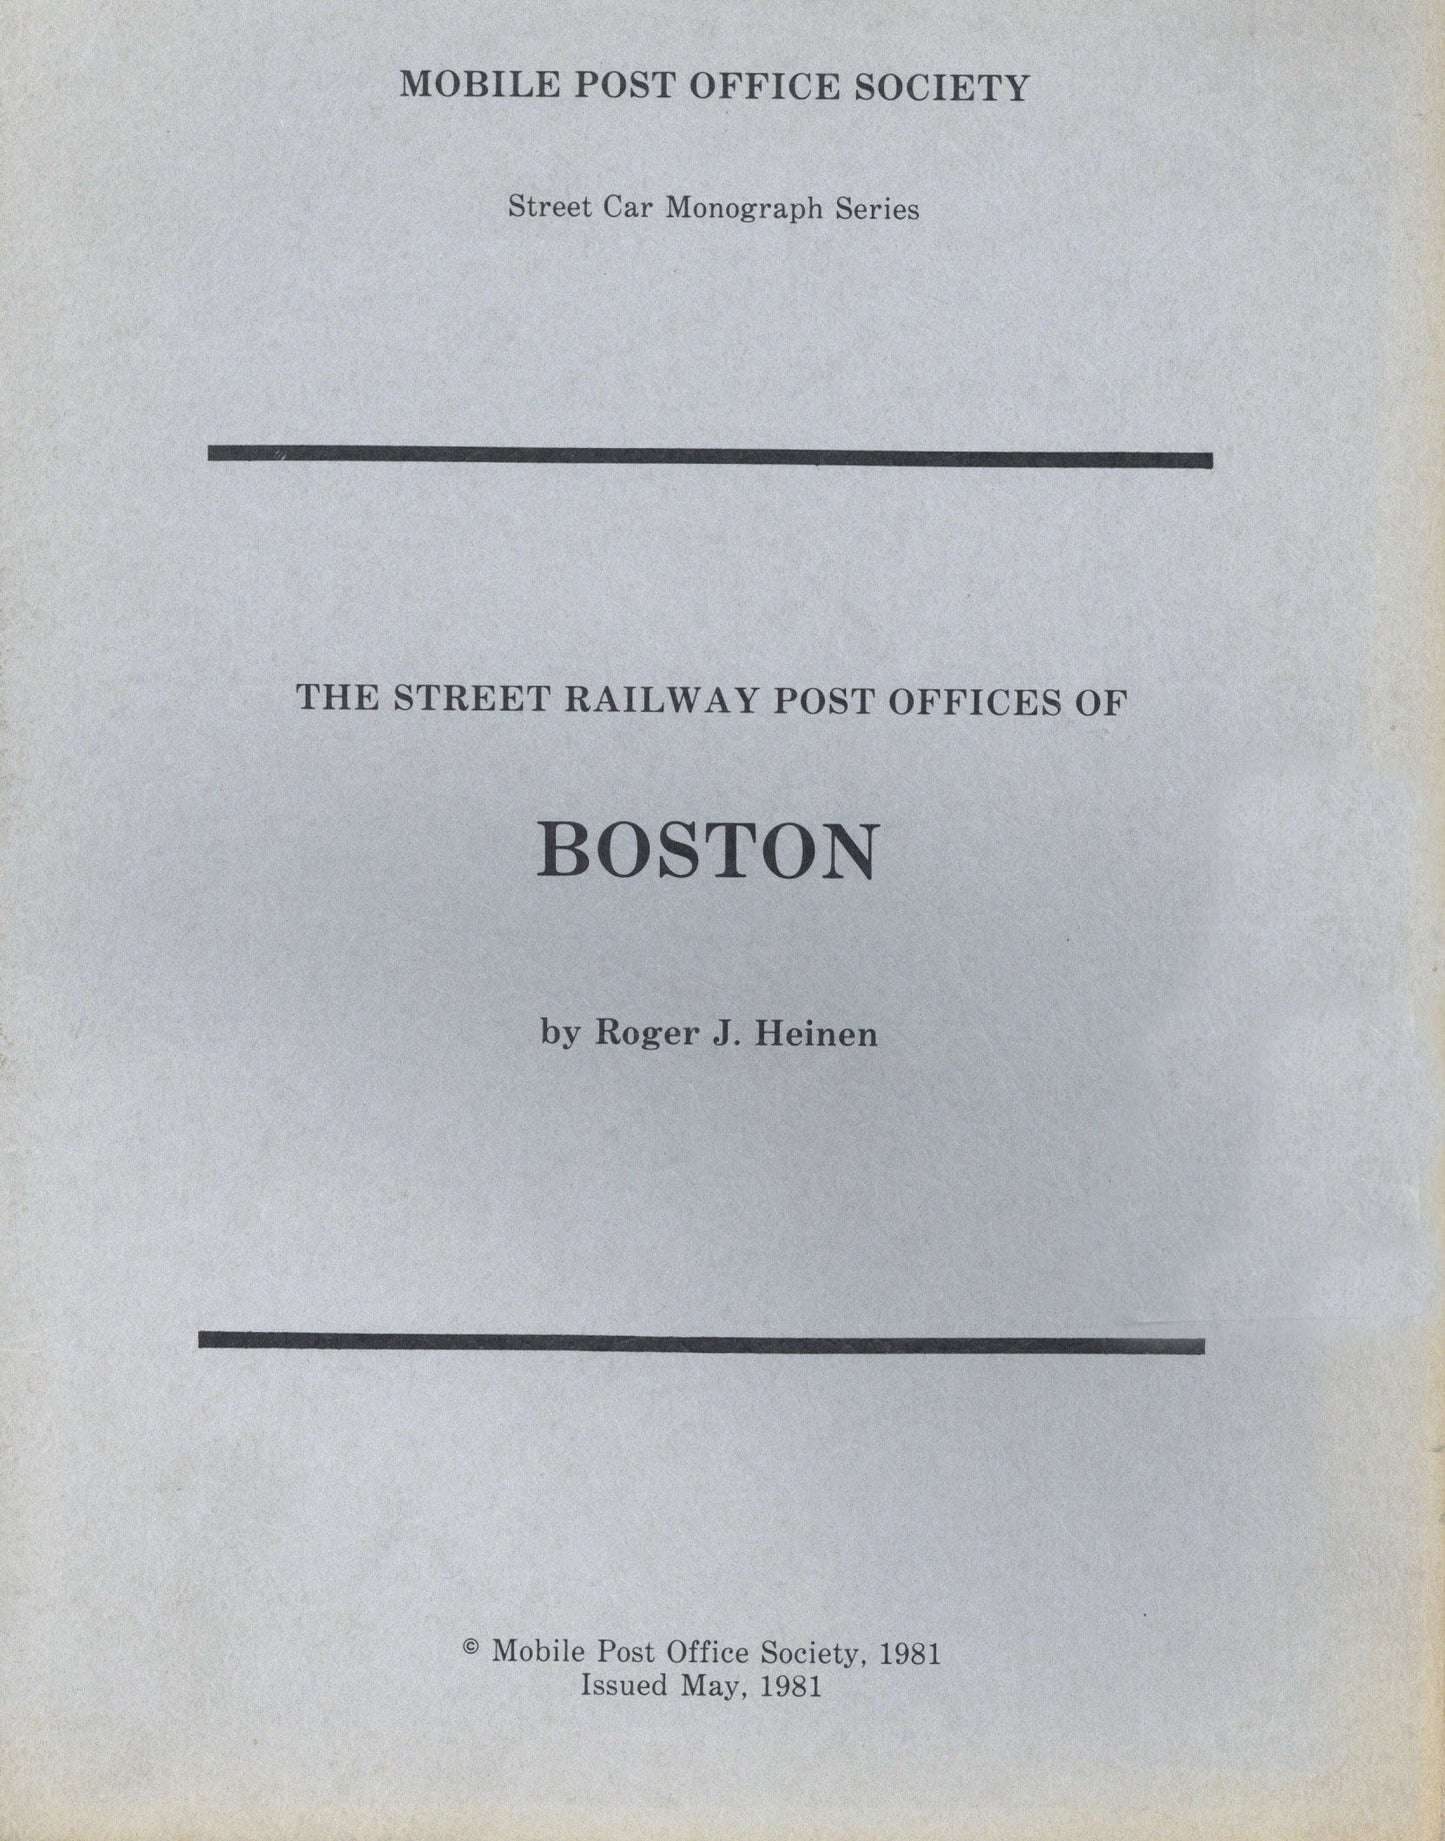 MOBILE POST OFFICE SOCIETY
Street Car Monograph Series
THE STREET RAILWAY POST OFFICES OF
BOSTON
by Roger J. Heinen
© Mobile Post Office Society, 1981
Issued May, 1981